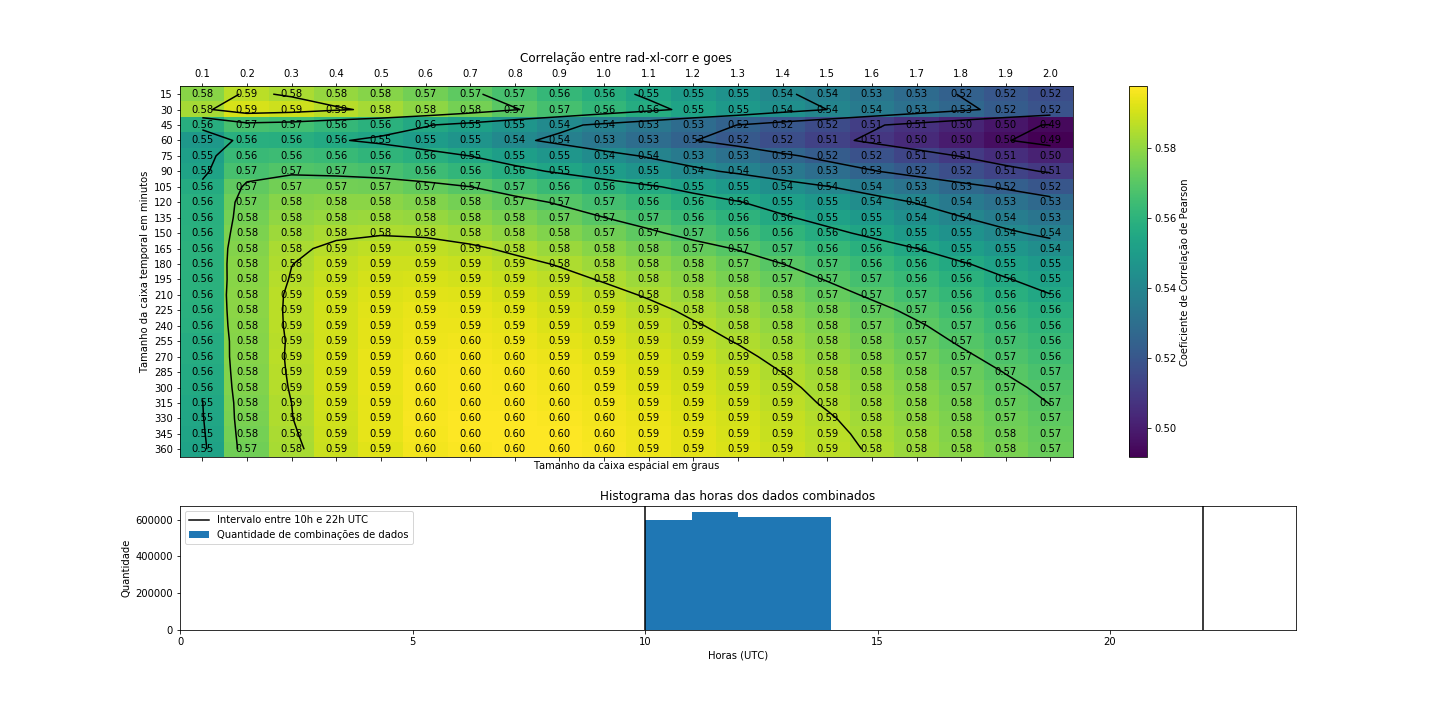 Correlação entre rad-xl-corr e goes
0.1 0.2 0.3 0.4 0.5 0.6 0.7 0.8 0.9 1.0 1.1 1.2 1.3 1.4 1.5 1.6 1.7 1.8 1.9 2.0
15 0.58 0.59 0.58 0.58 0.58 0.57 0.57 0.57 0.56 0.56 0.55 0.55 0.55 0.54 0.54 0.53 0.53 0.52 0.52 0.52
30 0.58 0.59 0.59 0.59 0.58 0.58 0.58 0.57 0.57 0.56 0.56 0.55 0.55 0.54 0.54 0.54 0.53 0.53 0.52 0.52
45 0.56 0.57 0.57 0.56 0.56 0.56 0.55 0.55 0.54 0.54 0.53 0.53 0.52 0.52 0.52 0.51 0.51 0.50 0.50 0.49
60 0.55 0.56 0.56 0.56 0.55 0.55 0.55 0.54 0.54 0.53 0.53 0.52 0.52 0.52 0.51 0.51 0.50 0.50 0.50 0.49
75 0.55 0.56 0.56 0.56 0.56 0.56 0.55 0.55 0.55 0.54 0.54 0.53 0.53 0.53 0.52 0.52 0.51 0.51 0.51 0.50
90 0.55 0.57 0.57 0.57 0.57 0.56 0.56 0.56 0.55 0.55 0.55 0.54 0.54 0.53 0.53 0.53 0.52 0.52 0.51 0.51
105 0.56 0.57 0.57 0.57 0.57 0.57 0.57 0.57 0.56 0.56 0.56 0.55 0.55 0.54 0.54 0.54 0.53 0.53 0.52 0.52
120 0.56 0.57 0.58 0.58 0.58 0.58 0.58 0.57 0.57 0.57 0.56 0.56 0.56 0.55 0.55 0.54 0.54 0.54 0.53 0.53
135 0.56 0.58 0.58 0.58 0.58 0.58 0.58 0.58 0.57 0.57 0.57 0.56 0.56 0.56 0.55 0.55 0.54 0.54 0.54 0.53
150 0.56 0.58 0.58 0.58 0.58 0.58 0.58 0.58 0.58 0.57 0.57 0.57 0.56 0.56 0.56 0.55 0.55 0.55 0.54 0.54
165 0.56 0.58 0.58 0.59 0.59 0.59 0.59 0.58 0.58 0.58 0.58 0.57 0.57 0.57 0.56 0.56 0.56 0.55 0.55 0.54
180 0.56 0.58 0.58 0.59 0.59 0.59 0.59 0.59 0.58 0.58 0.58 0.58 0.57 0.57 0.57 0.56 0.56 0.56 0.55 0.55
195 0.56 0.58 0.59 0.59 0.59 0.59 0.59 0.59 0.59 0.58 0.58 0.58 0.58 0.57 0.57 0.57 0.56 0.56 0.56 0.55
210 0.56 0.58 0.59 0.59 0.59 0.59 0.59 0.59 0.59 0.59 0.58 0.58 0.58 0.58 0.57 0.57 0.57 0.56 0.56 0.56
225 0.56 0.58 0.59 0.59 0.59 0.59 0.59 0.59 0.59 0.59 0.59 0.58 0.58 0.58 0.58 0.57 0.57 0.57 0.56 0.56
240 0.56 0.58 0.59 0.59 0.59 0.59 0.59 0.59 0.59 0.59 0.59 0.59 0.58 0.58 0.58 0.57 0.57 0.57 0.57 0.56
255 0.56 0.58 0.59 0.59 0.59 0.60 0.60 0.60 0.59 0.59 0.59 0.59 0.58 0.58 0.58 0.58 0.57 0.57 0.57 0.56
270 0.56 0.58 0.59 0.59 0.59 0.60 0.60 0.60 0.59 0.59 0.59 0.59 0.59 0.58 0.58 0.58 0.57 0.57 0.57 0.56
285 0.56 0.58 0.59 0.59 0.59 0.60 0.60 0.60 0.60 0.59 0.59 0.59 0.59 0.58 0.58 0.58 0.58 0.57 0.57 0.57
300 0.56 0.58 0.59 0.59 0.59 0.60 0.60 0.60 0.60 0.59 0.59 0.59 0.59 0.59 0.58 0.58 0.58 0.58 0.57 0.57
315 0.56 0.58 0.59 0.59 0.59 0.60 0.60 0.60 0.60 0.60 0.59 0.59 0.59 0.59 0.58 0.58 0.58 0.58 0.57 0.57
330 0.55 0.58 0.59 0.59 0.59 0.60 0.60 0.60 0.60 0.60 0.59 0.59 0.59 0.59 0.59 0.58 0.58 0.58 0.58 0.57
345 0.55 0.58 0.58 0.59 0.59 0.60 0.60 0.60 0.60 0.60 0.59 0.59 0.59 0.59 0.59 0.58 0.58 0.58 0.58 0.57
360 0.55 0.57 0.58 0.59 0.59 0.60 0.60 0.60 0.60 0.60 0.59 0.59 0.59 0.59 0.59 0.58 0.58 0.58 0.58 0.57
Tamanho da caixa temporal em minutos
Tamanho da caixa espacial em graus
0.58
0.56
0.54
0.52
0.50
Coeficiente de Correlação de Pearson
Histograma das horas dos dados combinados
Intervalo entre 10h e 22h UTC
Quantidade de combinações de dados
600000
400000
200000
0
Quantidade
0 5 10 15 20
Horas (UTC)